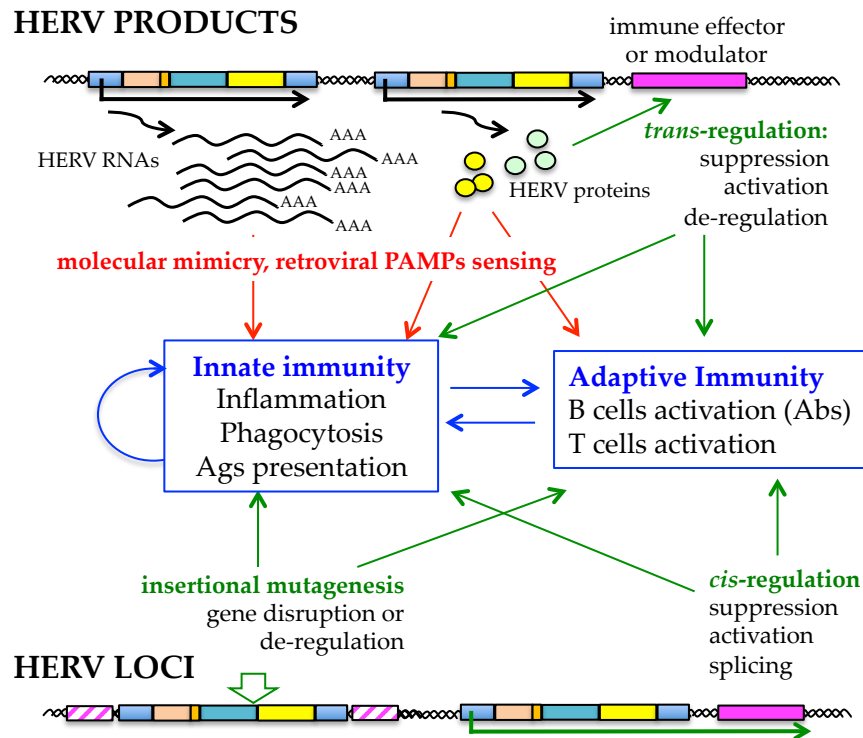 HERV PRODUCTS
immune effector
or modulator
HERV RNAs
AAA
AAA
AAA
AAA
AAA
AAA
HERV proteins
trans-regulation:
suppression
activation
de-regulation
molecular mimicry, retroviral PAMPs sensing
Innate immunity
Inflammation
Phagocytosis
Ags presentation
Adaptive Immunity
B cells activation (Abs)
T cells activation
insertional mutagenesis
gene disruption or
de-regulation
cis-regulation
suppression
activation
splicing
HERV LOCI